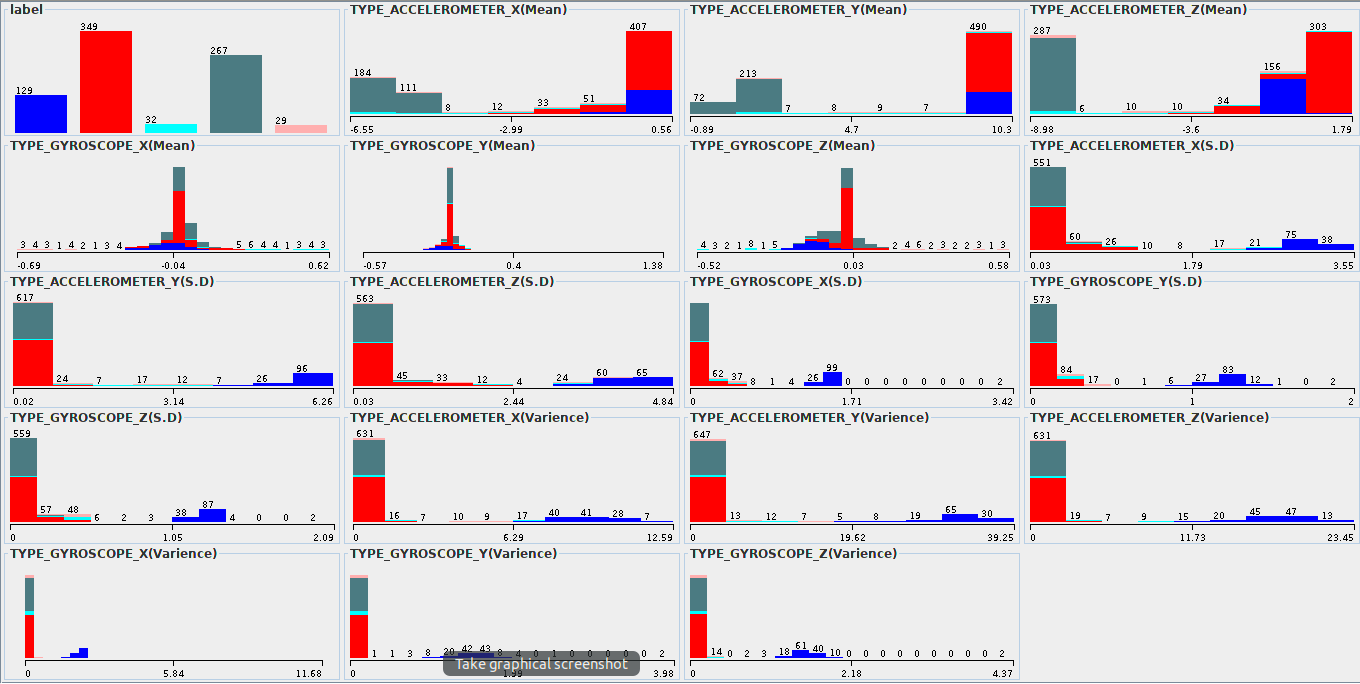 label TYPE_ACCELEROMETER_X(Mean) TYPE_ACCELEROMETER_Y(Mean) TYPE_ACCELEROMETER_Z(Mean)
129 349 32 267 29
184 111 8 12 33 51 407
-6.55 -2.99 0.56
72 213 7 8 9 7 490
-0.89 4.7 10.3
287 6 10 10 34 156 303
-8.98 -3.6 1.79
TYPE_GYROSCOPE_X(Mean) TYPE_GYROSCOPE_Y(Mean) TYPE_GYROSCOPE_Z(Mean) TYPE_ACCELEROMETER_X(S.D)
3 4 3 1 4 2 1 3 4 5 6 4 4 1 3 4 3
-0.69 -0.04 0.62
-0.57 0.4 1.38
4 3 2 1 8 1 5 2 4 6 2 3 2 2 3 1 3
-0.52 0.03 0.58
551 60 26 10 8 17 21 75 38
0.03 1.79 3.55
TYPE_ACCELEROMETER_Y(S.D) TYPE_ACCELEROMETER_Z(S.D) TYPE_GYROSCOPE_X(S.D) TYPE_GYROSCOPE_Y(S.D)
617 24 7 17 12 7 26 96
0.02 3.14 6.26
563 45 33 12 4 24 60 65
0.03 2.44 4.84
62 37 8 1 4 26 99 0 0 0 0 0 0 0 0 2
0 1.71 3.42
573 84 17 0 1 6 27 83 12 1 0 2
0 1 2
TYPE_GYROSCOPE_Z(S.D) TYPE_ACCELEROMETER_X(Varience) TYPE_ACCELEROMETER_Y(Varience) TYPE_ACCELEROMETER_Z(Varience)
559 57 48 6 2 3 38 87 4 0 0 2
0 1.05 2.09
631 16 7 10 9 17 40 41 28 7
0 6.29 12.59
647 13 12 7 5 8 19 65 30
0 19.62 39.25
631 19 7 9 15 20 45 47 13
0 11.73 23.45
TYPE_GYROSCOPE_X(Varience) TYPE_GYROSCOPE_Y(Varience) TYPE_GYROSCOPE_Z(Varience)
0 5.84 11.68
1 1 3 8 20 42 43 8 4 0 1 0 0 0 0 0 2
0 1.99 3.98
14 0 2 3 18 61 40 10 0 0 0 0 0 0 0 0 2
0 2.18 4.37
Take graphical screenshot